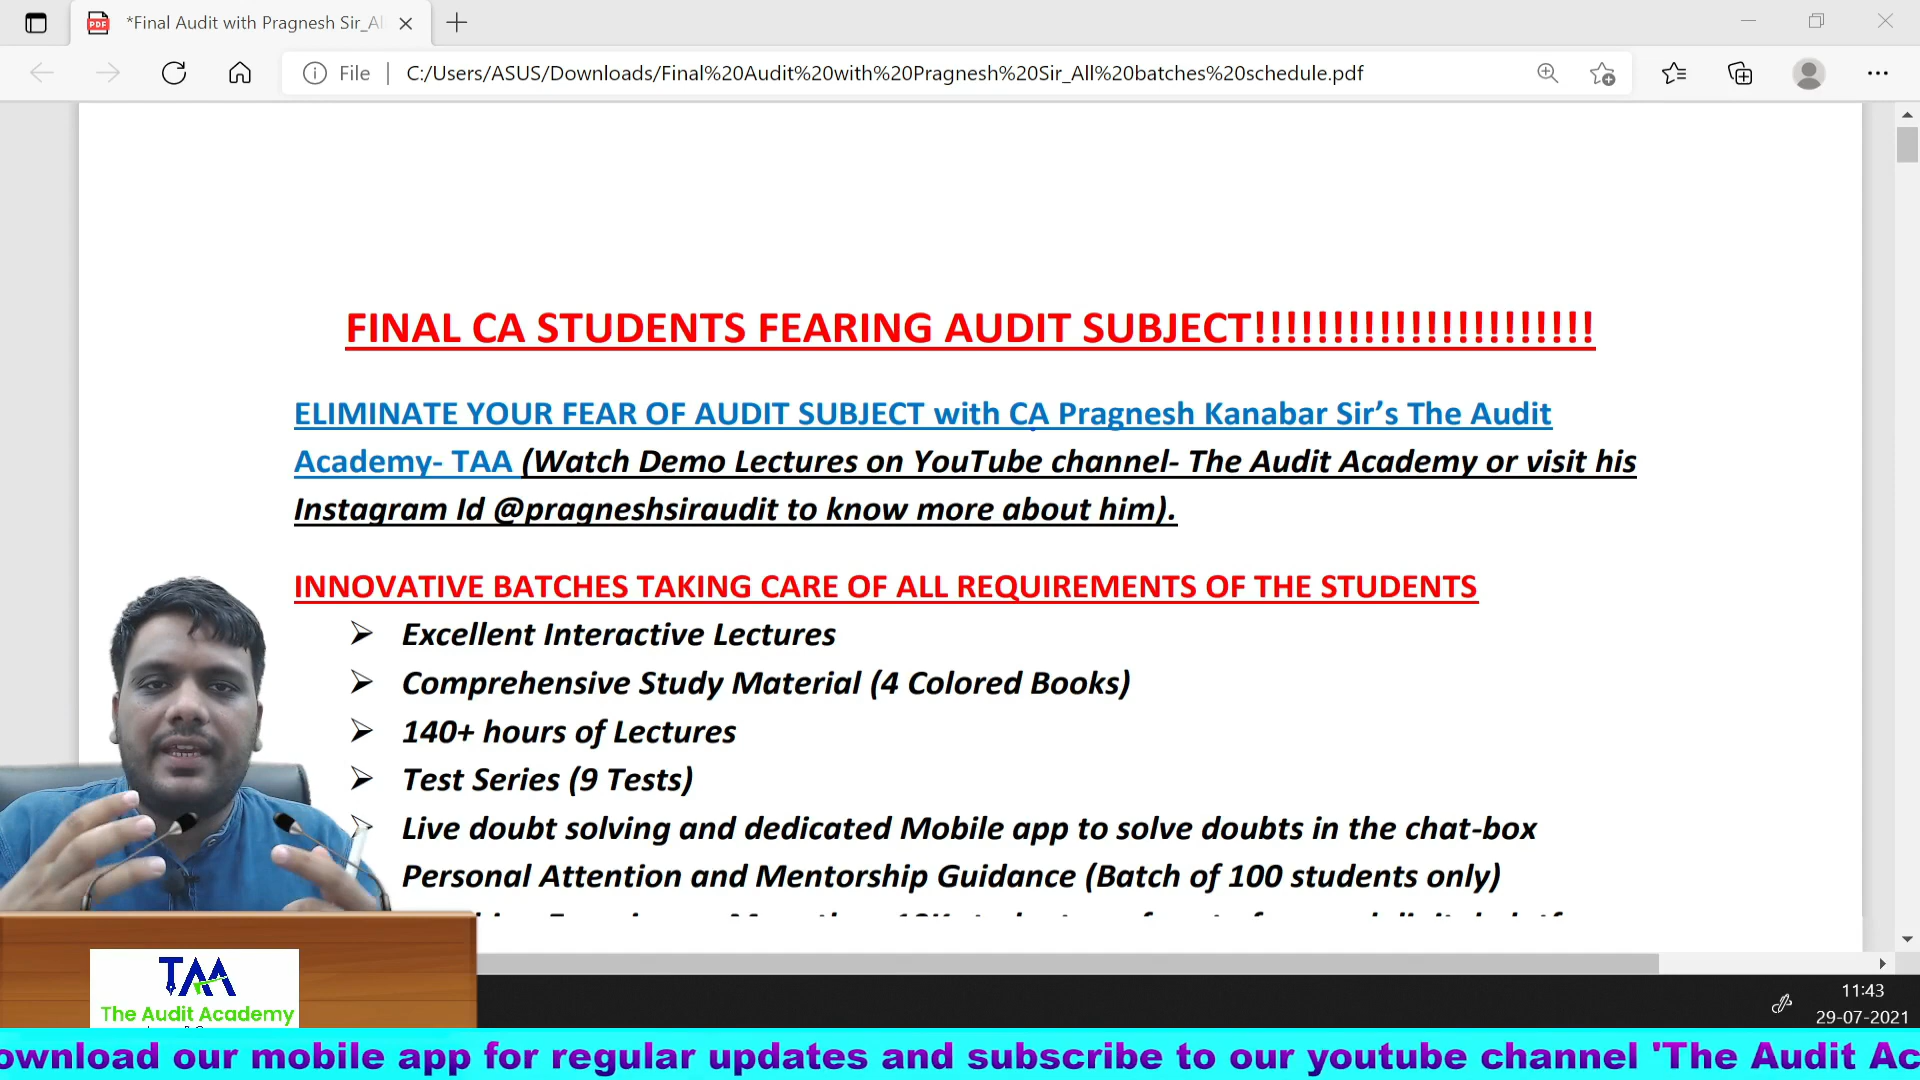 *Final Audit with Pragnesh Sir_Al
File
C:/Users/ASUS/Downloads/Final%20Audit%20with%20Pragnesh%20Sir_All%20batches%20schedule.pdf
FINAL CA STUDENTS FEARING AUDIT SUBJECT!!!!!!!!!!!!!!!!!!!!!!
ELIMINATE YOUR FEAR OF AUDIT SUBJECT with CA Pragnesh Kanabar Sir’s The Audit
Academy- TAA (Watch Demo Lectures on YouTube channel- The Audit Academy or visit his
Instagram Id @pragneshsiraudit to know more about him).
INNOVATIVE BATCHES TAKING CARE OF ALL REQUIREMENTS OF THE STUDENTS
➢ Excellent Interactive Lectures
➢ Comprehensive Study Material (4 Colored Books)
➢ 140+ hours of Lectures
➢ Test Series (9 Tests)
➢ Live doubt solving and dedicated Mobile app to solve doubts in the chat-box
Personal Attention and Mentorship Guidance (Batch of 100 students only)
TAA
The Audit Academy
11:43
29-07-2021
ownload our mobile app for regular updates and subscribe to our youtube channel 'The Audit Ac